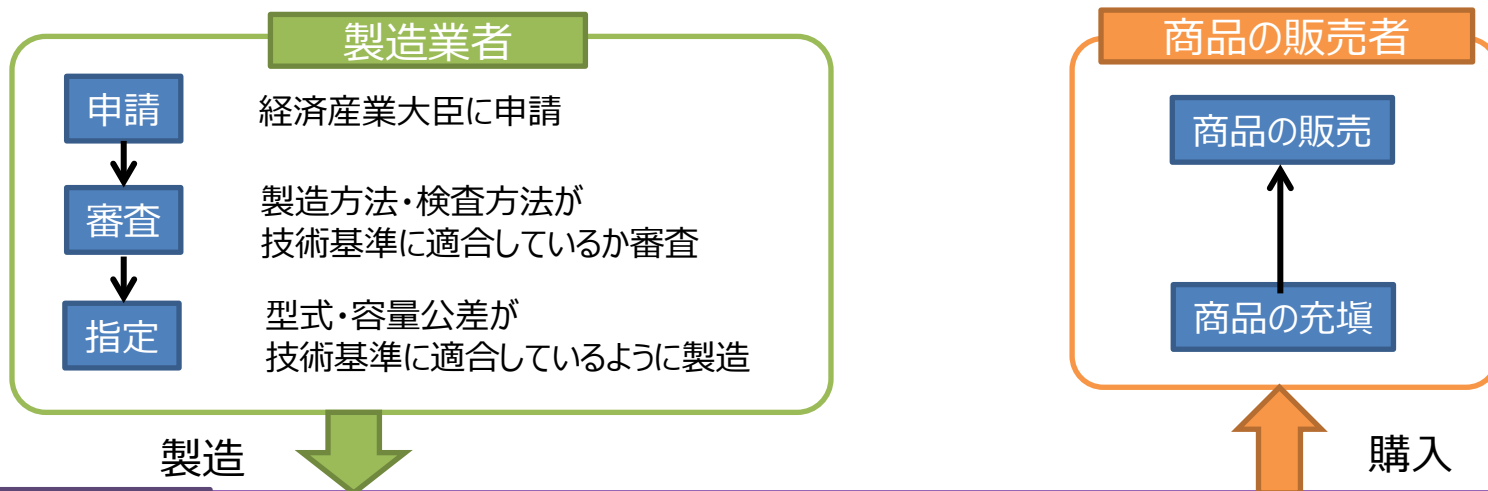 製造業者
申請
経済産業大臣に申請
審査
製造方法・検査方法が
技術基準に適合しているか審査
指定
型式・容量公差が
技術基準に適合しているように製造
製造
商品の販売者
商品の販売
商品の充塡
購入